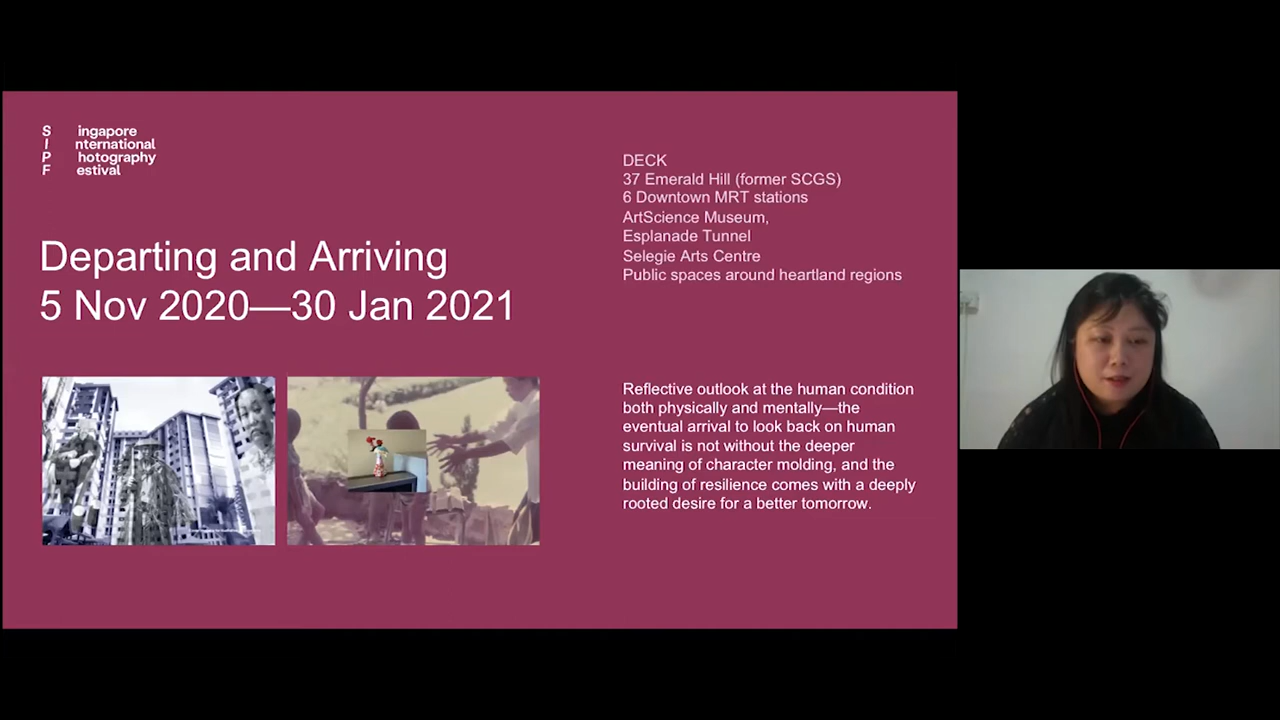 S ingapore
I nternational
P hotography
F estival
Departing and Arriving
5 Nov 2020—30 Jan 2021
DECK
37 Emerald Hill (former SCGS)
6 Downtown MRT stations
ArtScience Museum,
Esplanade Tunnel
Selegie Arts Centre
Public spaces around heartland regions
Reflective outlook at the human condition
both physically and mentally—the
eventual arrival to look back on human
survival is not without the deeper
meaning of character molding, and the
building of resilience comes with a deeply
rooted desire for a better tomorrow.